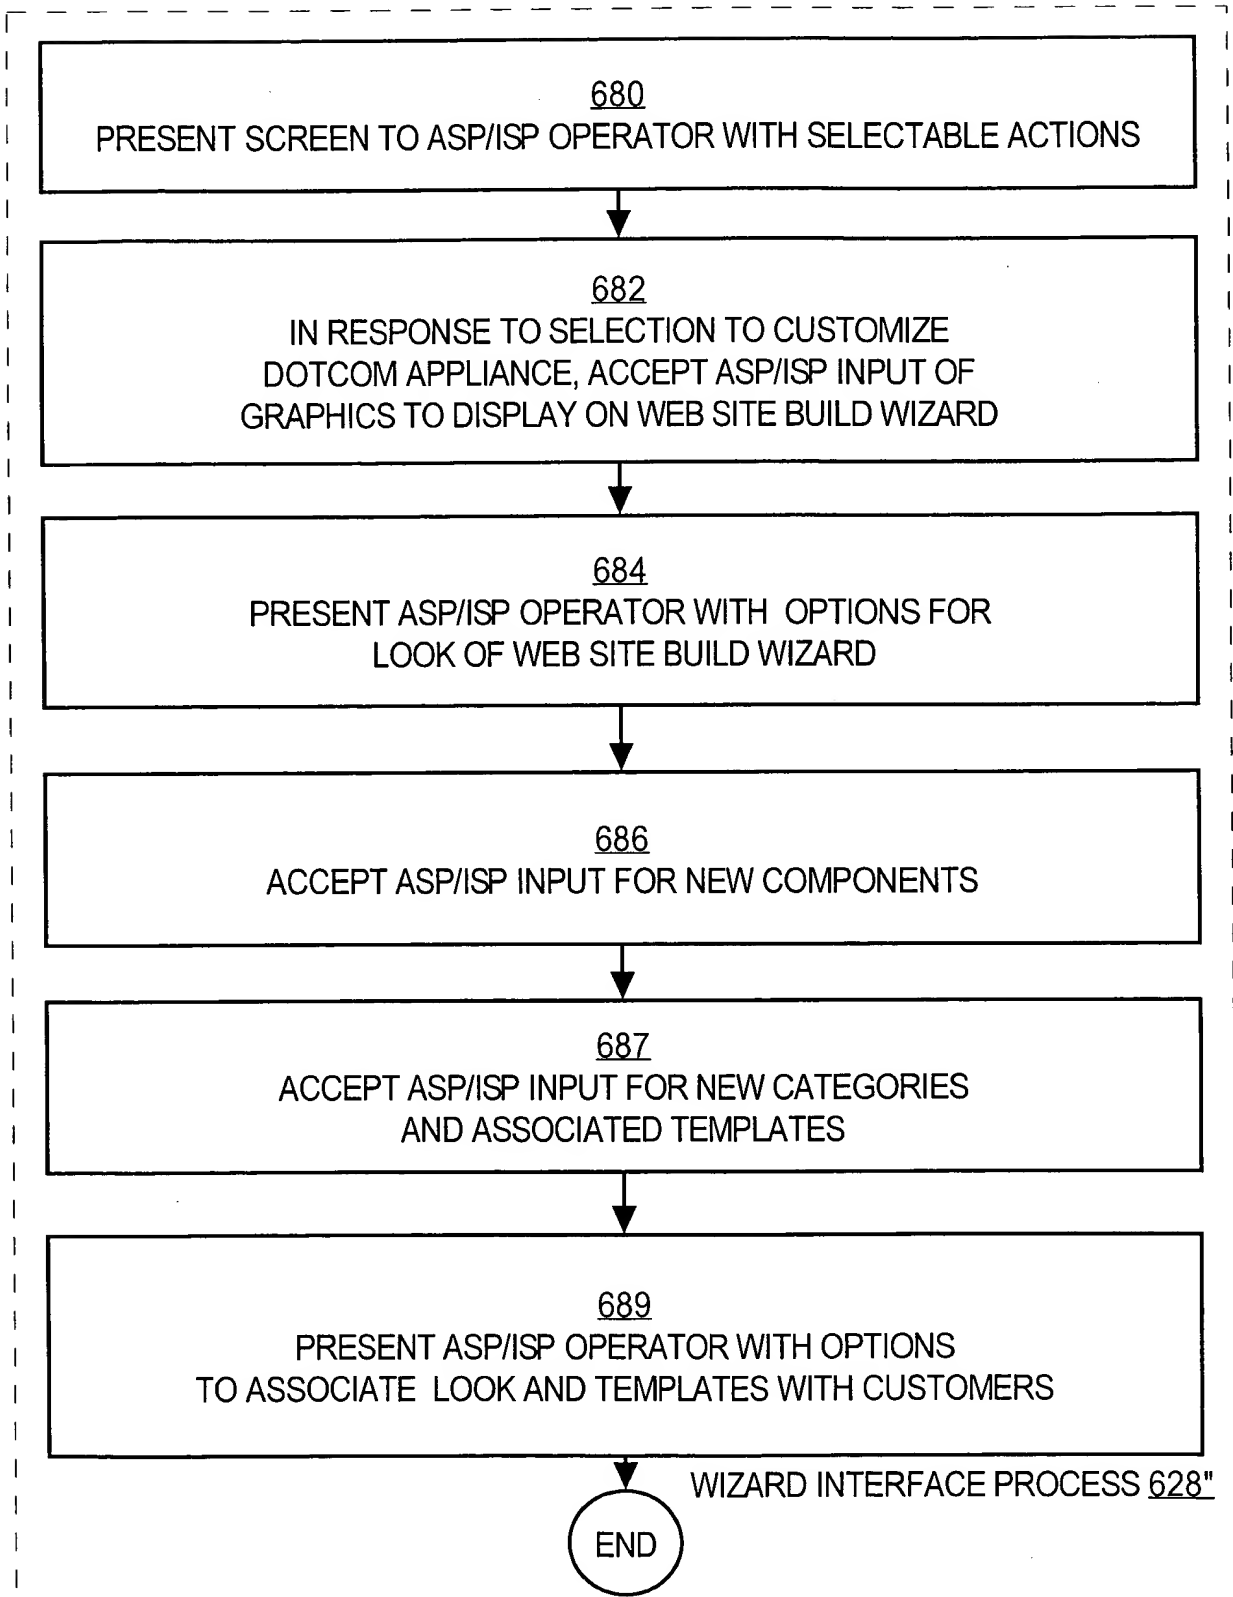 680
PRESENT SCREEN TO ASP/ISP OPERATOR WITH SELECTABLE ACTIONS
682
IN RESPONSE TO SELECTION TO CUSTOMIZE
DOTCOM APPLIANCE, ACCEPT ASP/ISP INPUT OF
GRAPHICS TO DISPLAY ON WEB SITE BUILD WIZARD
684
PRESENT ASP/ISP OPERATOR WITH OPTIONS FOR
LOOK OF WEB SITE BUILD WIZARD
686
ACCEPT ASP/ISP INPUT FOR NEW COMPONENTS
687
ACCEPT ASP/ISP INPUT FOR NEW CATEGORIES
AND ASSOCIATED TEMPLATES
689
PRESENT ASP/ISP OPERATOR WITH OPTIONS
TO ASSOCIATE LOOK AND TEMPLATES WITH CUSTOMERS
WIZARD INTERFACE PROCESS 628"
END